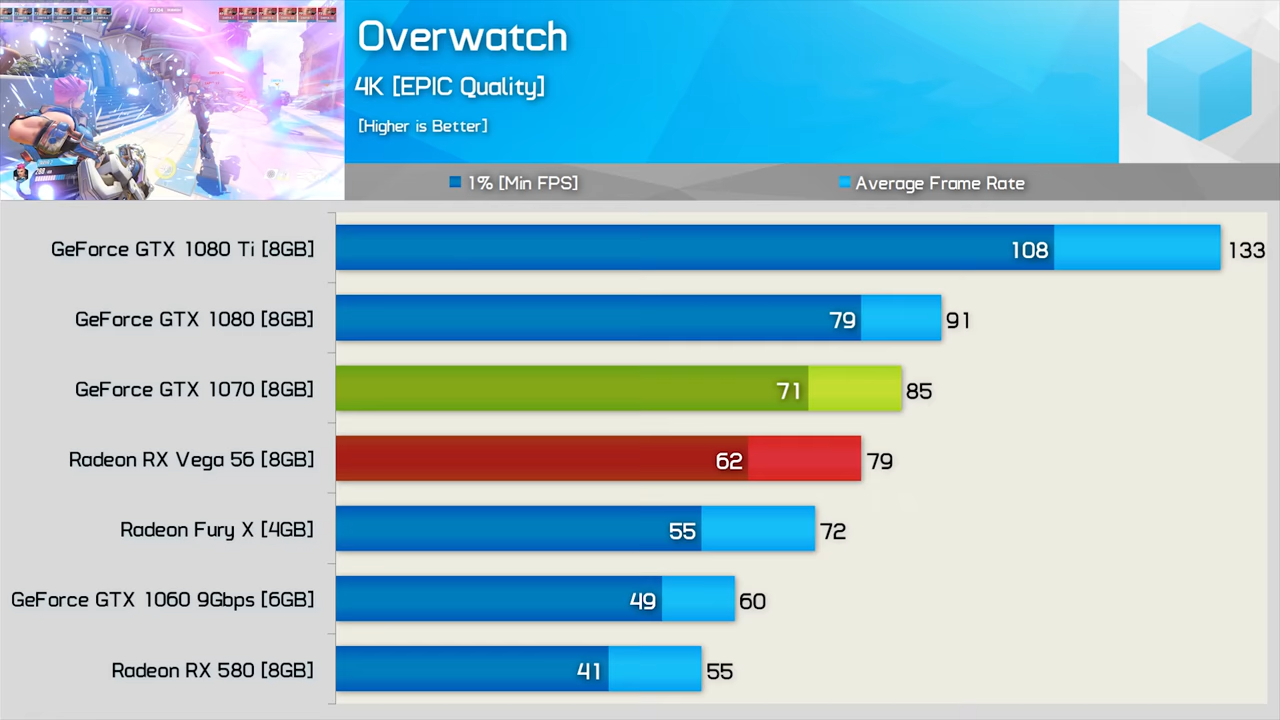 Overwatch
4K [EPIC Quality]
[Higher is Better]
1% [Min FPS]
Average Frame Rate
GeForce GTX 1080 Ti [8GB] 108 133
GeForce GTX 1080 [8GB] 79 91
GeForce GTX 1070 [8GB] 71 85
Radeon RX Vega 56 [8GB] 62 79
Radeon Fury X [4GB] 55 72
GeForce GTX 1060 9Gbps [6GB] 49 60
Radeon RX 580 [8GB] 41 55